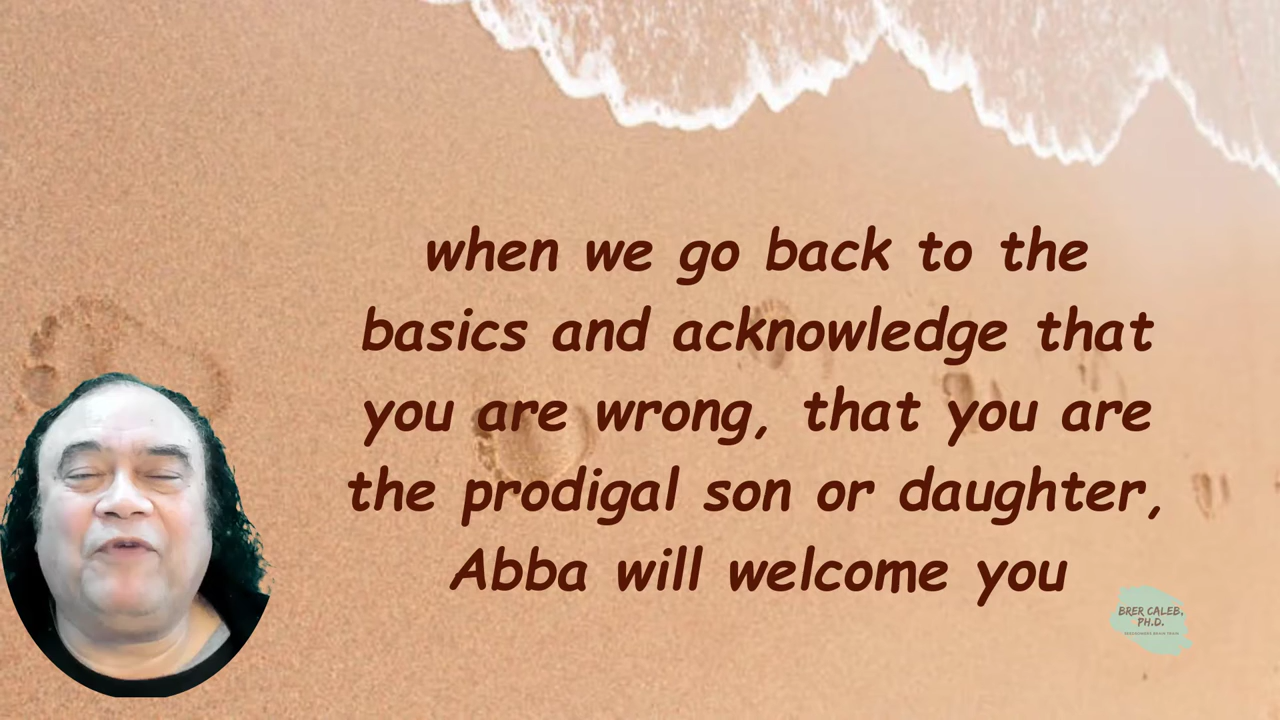 when we go back to the
basics and acknowledge that
you are wrong, that you are
the prodigal son or daughter,
Abba will welcome you
BRER CALEB,
PH.D.